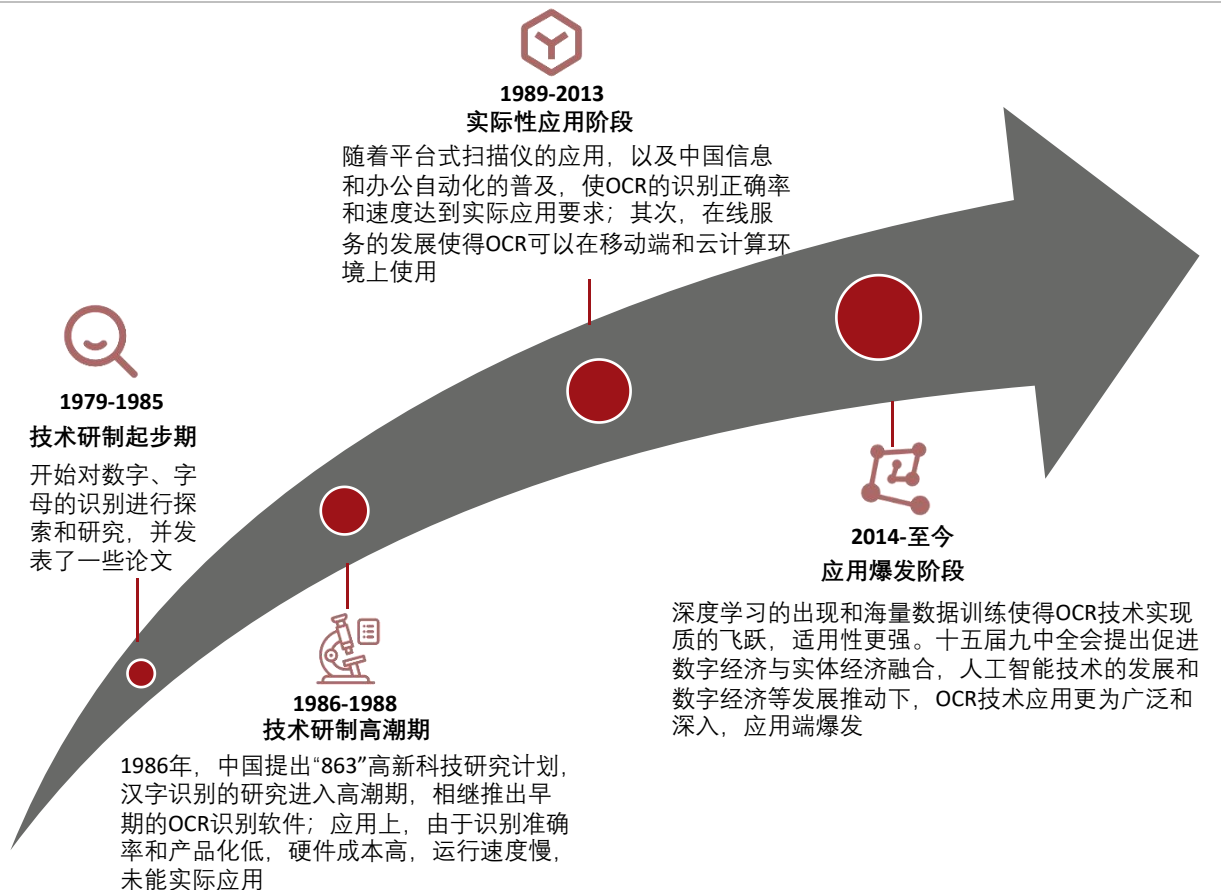 1989-2013
实际性应用阶段
随着平台式扫描仪的应用，以及中国信息
和办公自动化的普及，使OCR的识别正确率
和速度达到实际应用要求；其次，在线服
务的发展使得OCR可以在移动端和云计算环
境上使用
1979-1985
技术研制起步期
开始对数字、字
母的识别进行探
索和研究，并发
表了一些论文
1986-1988
技术研制高潮期
1986年，中国提出“863”高新科技研究计划，
汉字识别的研究进入高潮期，相继推出早
期的OCR识别软件；应用上，由于识别准确
率和产品化低，硬件成本高，运行速度慢，
未能实际应用
2014-至今
应用爆发阶段
深度学习的出现和海量数据训练使得OCR技术实现
质的飞跃，适用性更强。十五届九中全会提出促进
数字经济与实体经济融合，人工智能技术的发展和
数字经济等发展推动下，OCR技术应用更为广泛和
深入，应用端爆发